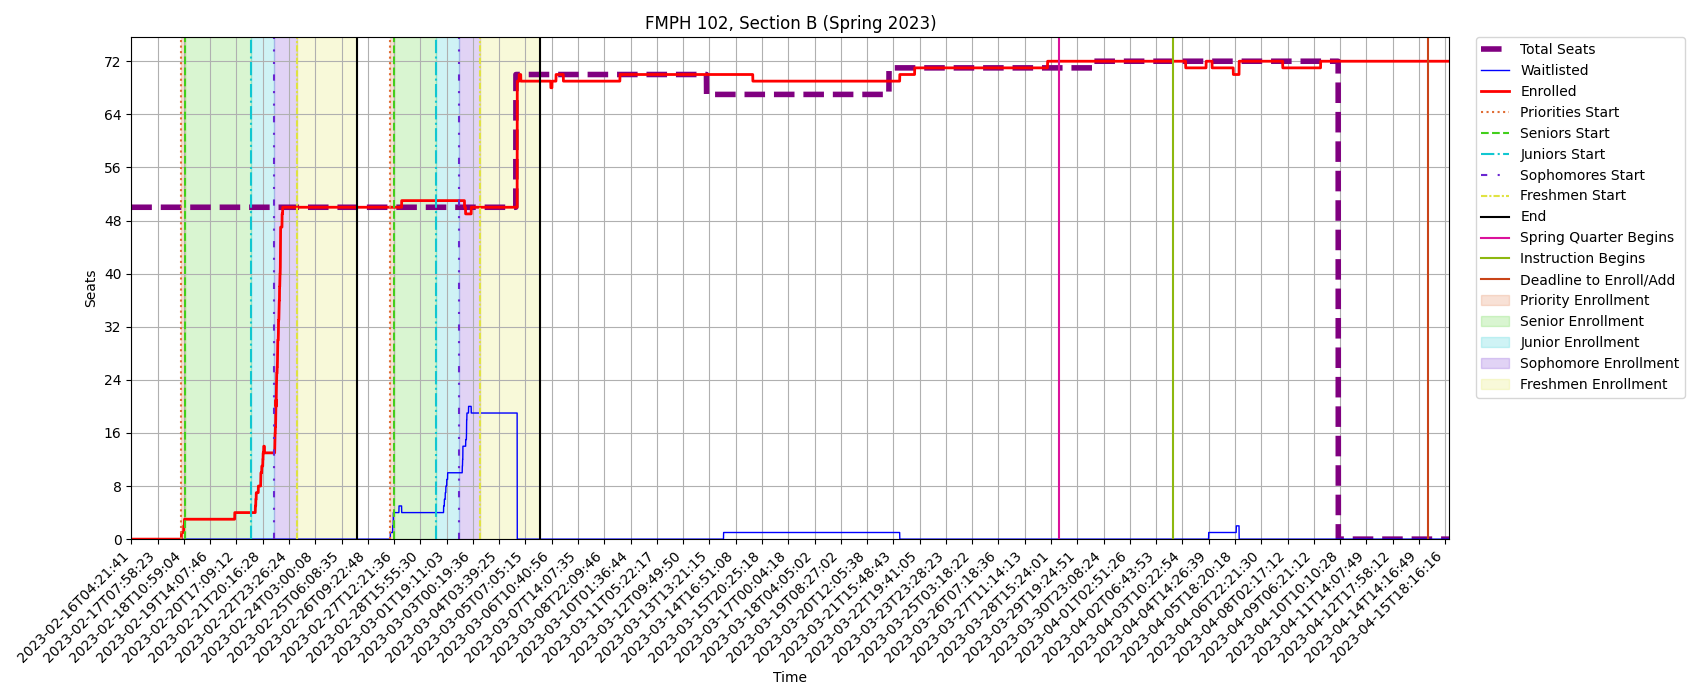 FMPH 102, Section B (Spring 2023)
Seats
72
64
56
48
40
32
24
16
8
0
2023-02-16T04:21:41
2023-02-17T07:58:23
2023-02-18T10:59:04
2023-02-19T14:07:46
2023-02-20T17:09:12
2023-02-21T20:16:28
2023-02-22T23:26:24
2023-02-24T03:00:08
2023-02-25T06:08:35
2023-02-26T09:22:48
2023-02-27T12:21:36
2023-02-28T15:55:30
2023-03-01T19:11:03
2023-03-03T00:19:36
2023-03-04T03:39:25
2023-03-05T07:05:15
2023-03-06T10:40:56
2023-03-07T14:07:35
2023-03-08T22:09:46
2023-03-10T01:36:44
2023-03-11T05:22:17
2023-03-12T09:49:50
2023-03-13T13:21:15
2023-03-14T16:51:08
2023-03-15T20:25:18
2023-03-17T00:04:18
2023-03-18T04:05:02
2023-03-19T08:27:02
2023-03-20T12:05:38
2023-03-21T15:48:43
2023-03-22T19:41:05
2023-03-23T23:28:23
2023-03-25T03:18:22
2023-03-26T07:18:36
2023-03-27T11:14:13
2023-03-28T15:24:01
2023-03-29T19:24:51
2023-03-30T23:08:24
2023-04-01T02:51:26
2023-04-02T06:43:53
2023-04-03T10:22:54
2023-04-04T14:26:39
2023-04-05T18:20:18
2023-04-06T22:21:30
2023-04-08T02:17:12
2023-04-09T06:21:12
2023-04-10T10:10:28
2023-04-11T14:07:49
2023-04-12T17:58:12
2023-04-14T14:16:49
2023-04-15T18:16:16
Time
Total Seats
Waitlisted
Enrolled
Priorities Start
Seniors Start
Juniors Start
Sophomores Start
Freshmen Start
End
Spring Quarter Begins
Instruction Begins
Deadline to Enroll/Add
Priority Enrollment
Senior Enrollment
Junior Enrollment
Sophomore Enrollment
Freshmen Enrollment